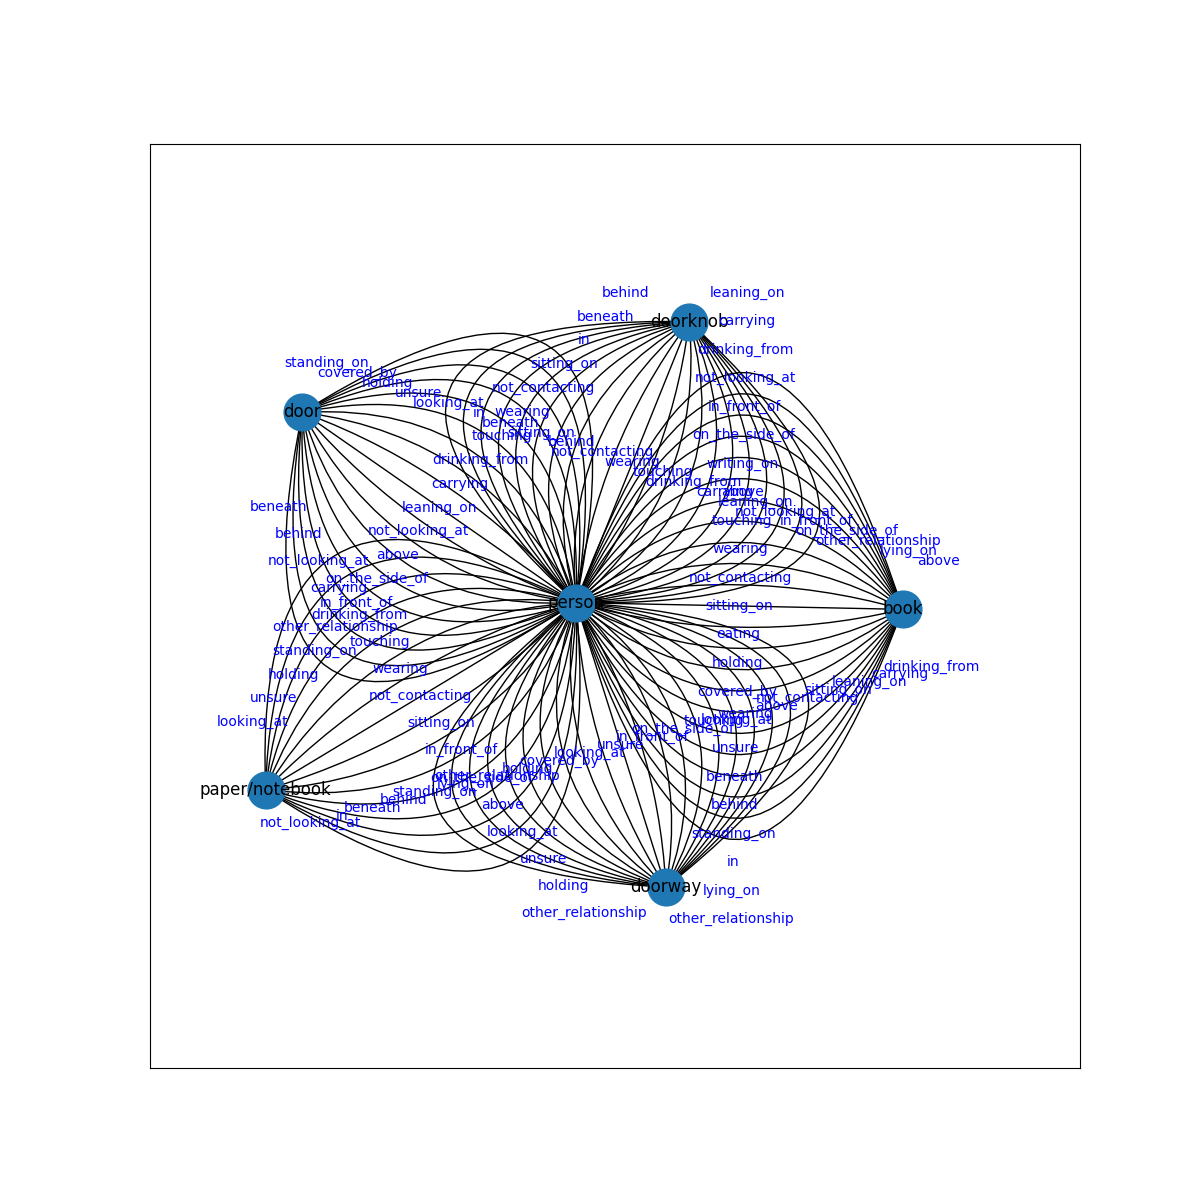 behind
leaning_on
beneath
doorknob
carrying
in
drinking_from
standing_on
sitting_on
covered_by
not_looking_at
holding
not_contacting
unsure
looking_at
in_front_of
in
wearing
door
beneath
on_the_side_of
touching
sitting_on
behind
not_contacting
drinking_from
wearing
writing_on
touching
carrying
drinking_from
carrying
above
leaning_on
leaning_on
beneath
not_looking_at
touching
in_front_of
not_looking_at
on_the_side_of
behind
other_relationship
above
wearing
lying_on
not_looking_at
above
on_the_side_of
not_contacting
carrying
in_front_of
person
sitting_on
book
drinking_from
other_relationship
eating
touching
standing_on
holding
wearing
drinking_from
holding
carrying
leaning_on
not_contacting
covered_by
sitting_on
unsure
not_contacting
above
looking_at
wearing
sitting_on
touching
looking_at
on_the_side_of
in_front_of
unsure
unsure
in_front_of
looking_at
covered_by
holding
other_relationship
on_the_side_of
beneath
lying_on
paper/notebook
standing_on
behind
above
beneath
behind
in
not_looking_at
looking_at
standing_on
unsure
in
holding
doorway
lying_on
other_relationship
other_relationship